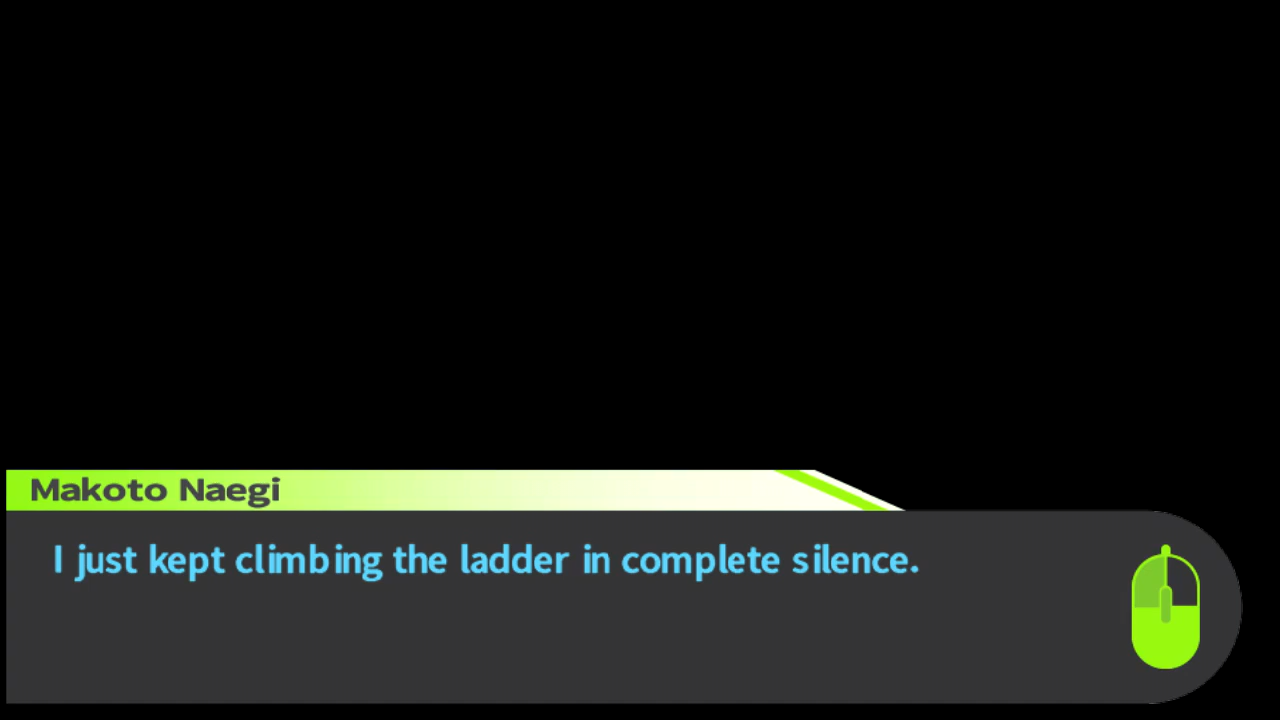 Makoto Naegi
I just kept climbing the ladder in complete silence.